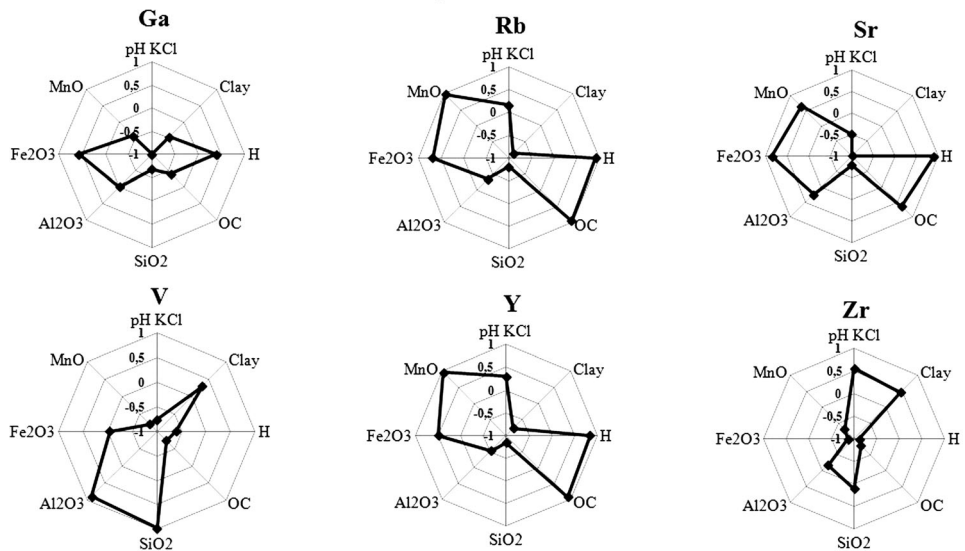 Ga
pH KCl
1
0,5
0
-0,5
-1
Clay
H
OC
SiO2
Al2O3
Fe2O3
MnO
Rb
pH KCl
1
0,5
0
-0,5
-1
Clay
H
OC
SiO2
Al2O3
Fe2O3
MnO
Sr
pH KCl
1
0,5
0
-0,5
-1
Clay
H
OC
SiO2
Al2O3
Fe2O3
MnO
V
pH KCl
1
0,5
0
-0,5
-1
Clay
H
OC
SiO2
Al2O3
Fe2O3
MnO
Y
pH KCl
1
0,5
0
-0,5
-1
Clay
H
OC
SiO2
Al2O3
Fe2O3
MnO
Zr
pH KCl
1
0,5
0
-0,5
-1
Clay
H
OC
SiO2
Al2O3
Fe2O3
MnO